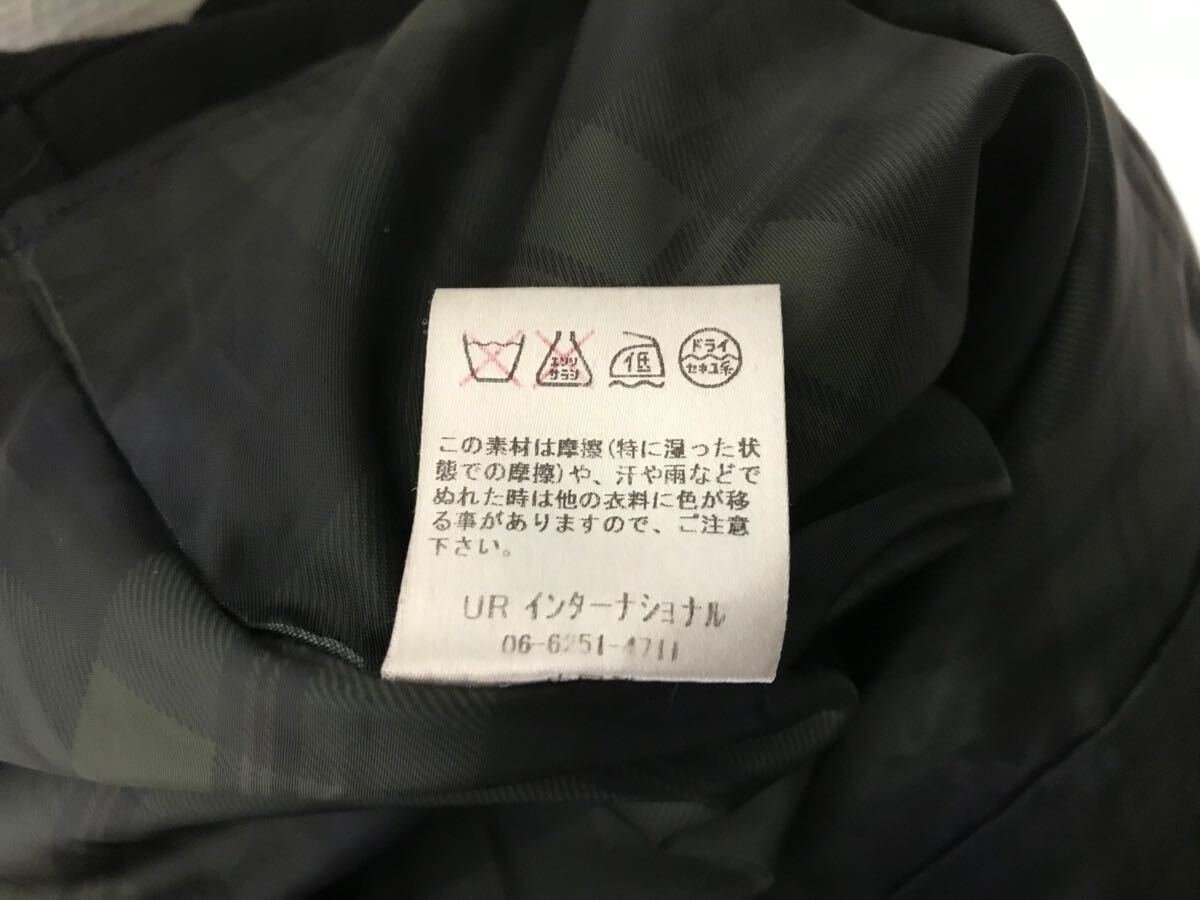 エンソ
サラシ
低
ドライ
セキユ系
この素材は摩擦(特に湿った状
態での摩擦)や、汗や雨などで
ぬれた時は他の衣料に色が移
る事がありますので、ご注意
下さい。
UR インターナショナル
06-6251-4711